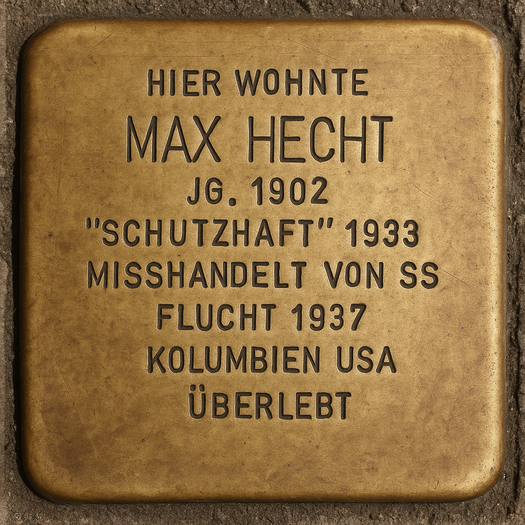 HIER WOHNTE
MAX HECHT
JG. 1902
"SCHUTZHAFT" 1933
MISSHANDELT VON SS
FLUCHT 1937
KOLUMBIEN USA
ÜBERLEBT